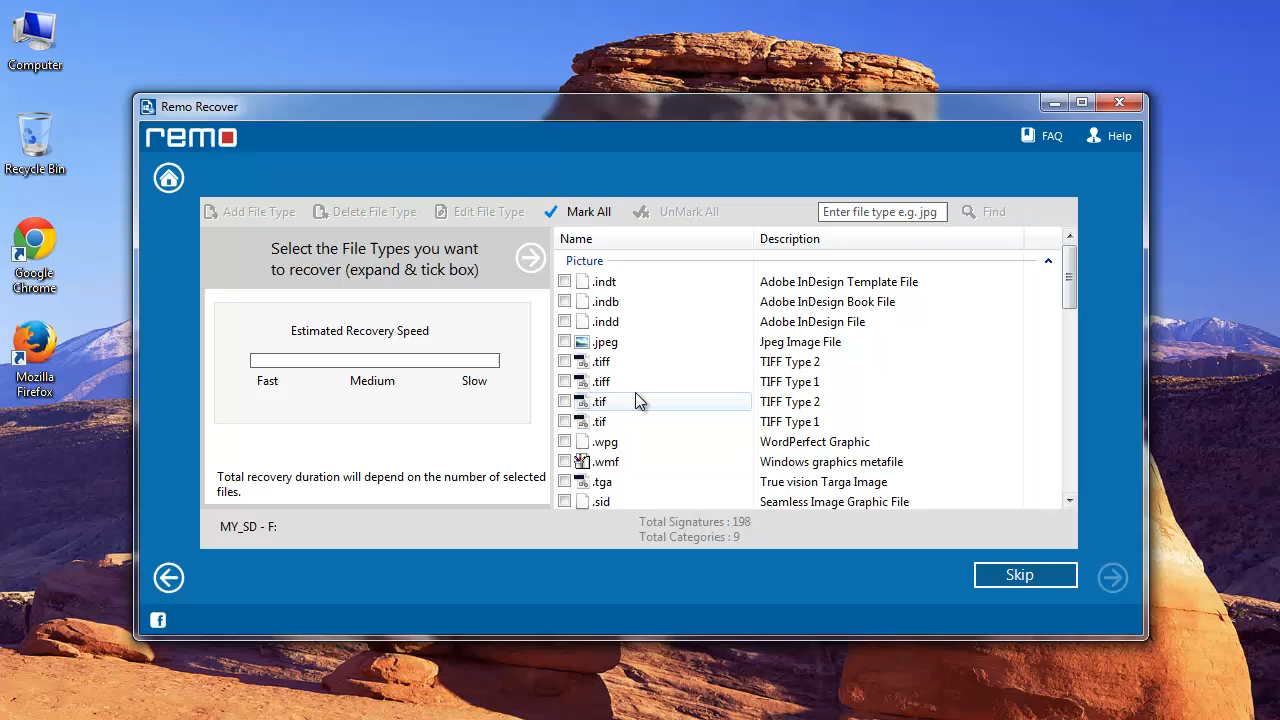 Computer
Recycle Bin
Google
Chrome
Mozilla
Firefox
Remo Recover
remo
FAQ
Help
Add File Type
Delete File Type
Edit File Type
Mark All
UnMark All
Enter file type e.g. jpg
Find
Select the File Types you want
to recover (expand & tick box)
Estimated Recovery Speed
Fast
Medium
Slow
Total recovery duration will depend on the number of selected
files.
Name
Description
Picture
.indt
Adobe InDesign Template File
.indb
Adobe InDesign Book File
.indd
Adobe InDesign File
.jpeg
Jpeg Image File
.tiff
TIFF Type 2
.tiff
TIFF Type 1
.tif
TIFF Type 2
.tif
TIFF Type 1
.wpg
WordPerfect Graphic
.wmf
Windows graphics metafile
.tga
True vision Targa Image
.sid
Seamless Image Graphic File
MY_SD - F:
Total Signatures : 198
Total Categories : 9
Skip
f